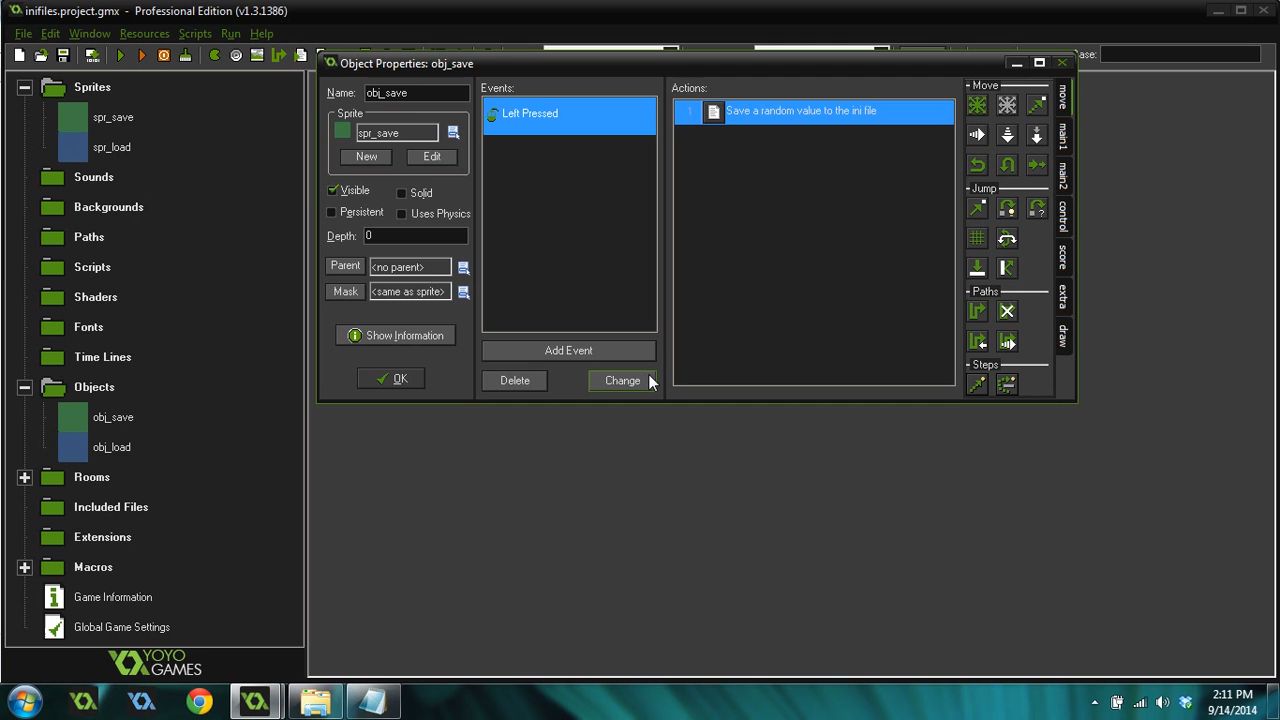 inifiles.project.gmx - Professional Edition (v1.3.1386)
File Edit Window Resources Scripts Run Help
Sprites
spr_save
spr_load
Sounds
Backgrounds
Paths
Scripts
Shaders
Fonts
Time Lines
Objects
obj_save
obj_load
Rooms
Included Files
Extensions
Macros
Game Information
Global Game Settings
YOYO
GAMES
Object Properties: obj_save
Name: obj_save
Sprite
spr_save
New Edit
Visible Solid
Persistent Uses Physics
Depth: 0
Parent <no parent>
Mask <same as sprite>
Show Information
OK
Events:
Left Pressed
Add Event
Delete Change
Actions:
1 Save a random value to the ini file
Move
Jump
Paths
Steps
move
main1
main2
control
score
extra
draw
2:11 PM
9/14/2014